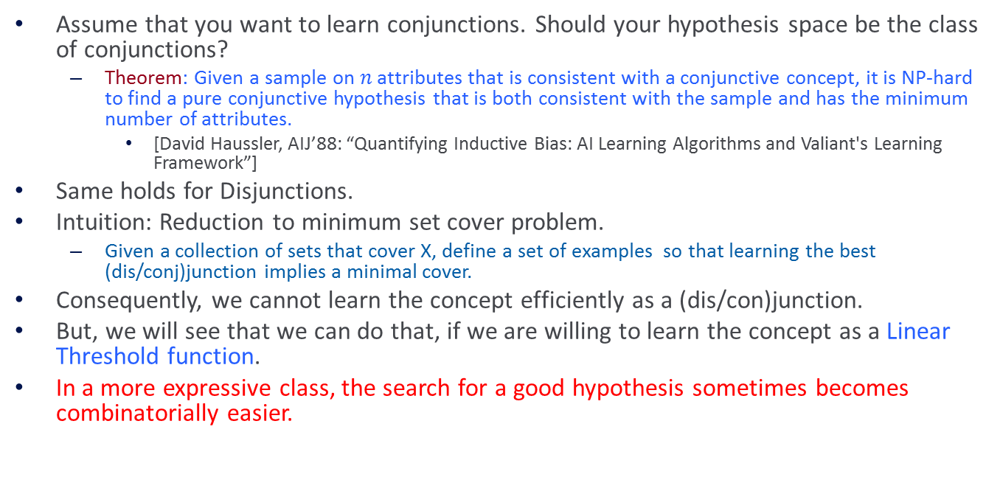 • Assume that you want to learn conjunctions. Should your hypothesis space be the class
of conjunctions?
– Theorem: Given a sample on n attributes that is consistent with a conjunctive concept, it is NP-hard
to find a pure conjunctive hypothesis that is both consistent with the sample and has the minimum
number of attributes.
• [David Haussler, AIJ’88: “Quantifying Inductive Bias: AI Learning Algorithms and Valiant's Learning
Framework”]
• Same holds for Disjunctions.
• Intuition: Reduction to minimum set cover problem.
– Given a collection of sets that cover X, define a set of examples so that learning the best
(dis/conj)junction implies a minimal cover.
• Consequently, we cannot learn the concept efficiently as a (dis/con)junction.
• But, we will see that we can do that, if we are willing to learn the concept as a Linear
Threshold function.
• In a more expressive class, the search for a good hypothesis sometimes becomes
combinatorially easier.